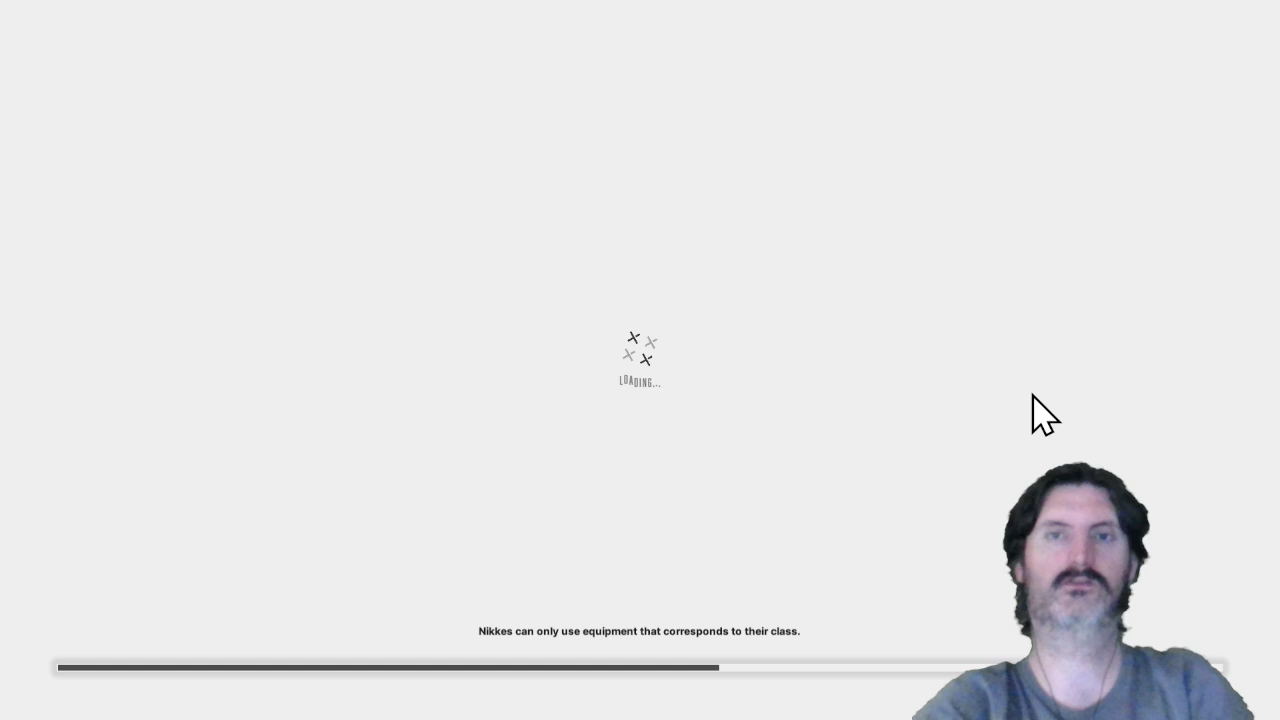 LOADING...
Nikkes can only use equipment that corresponds to their class.